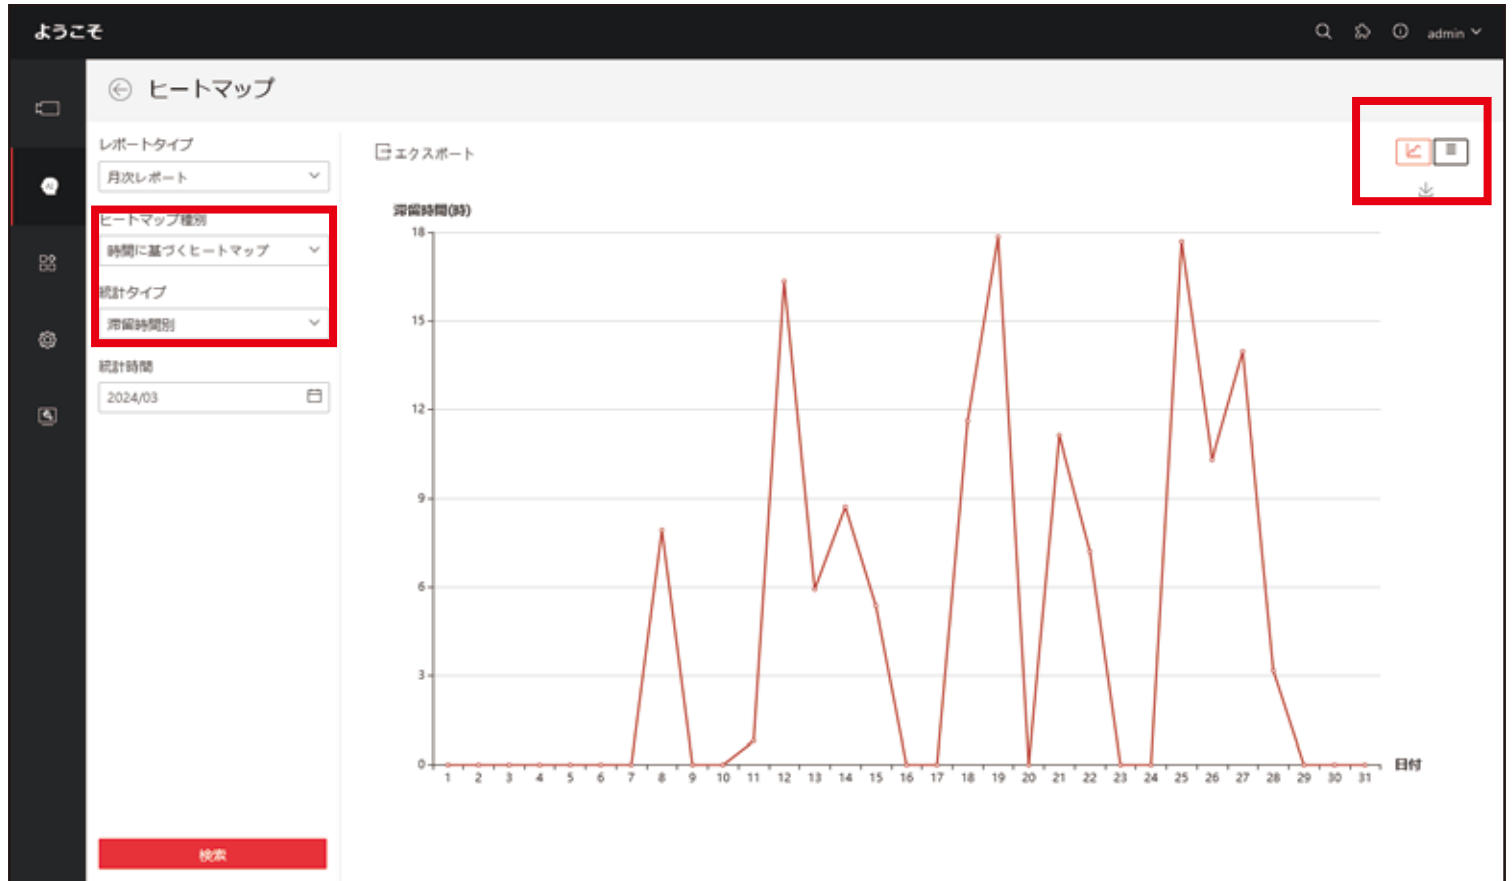 ようこそ
admin
ヒートマップ
レポートタイプ
月次レポート
ヒートマップ種別
時間に基づくヒートマップ
統計タイプ
滞留時間別
統計時間
2024/03
検索
エクスポート
滞留時間(時)
18
15
12
9
6
3
0
1 2 3 4 5 6 7 8 9 10 11 12 13 14 15 16 17 18 19 20 21 22 23 24 25 26 27 28 29 30 31
日付